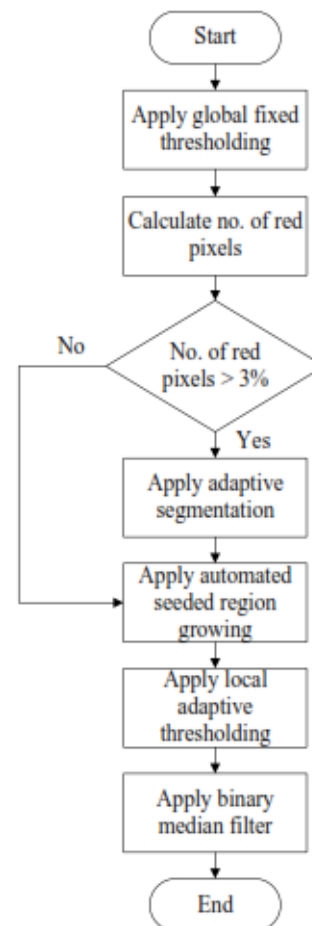 Start
Apply global fixed
thresholding
Calculate no. of red
pixels
No
No. of red
pixels > 3%
Yes
Apply adaptive
segmentation
Apply automated
seeded region
growing
Apply local
adaptive
thresholding
Apply binary
median filter
End